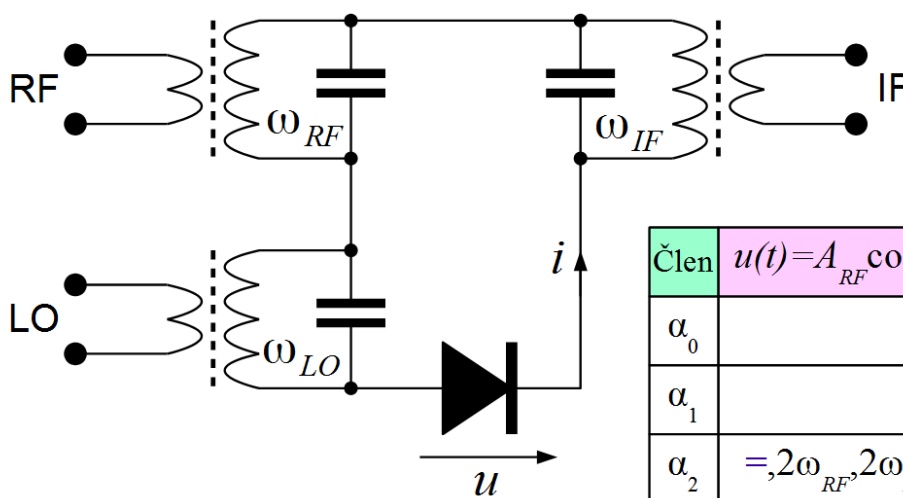 RF
ω_RF
ω_IF
IF
LO
ω_LO
i
u
Člen u(t)=A_RF co
α_0
α_1
α_2 =,2ω_RF,2ω